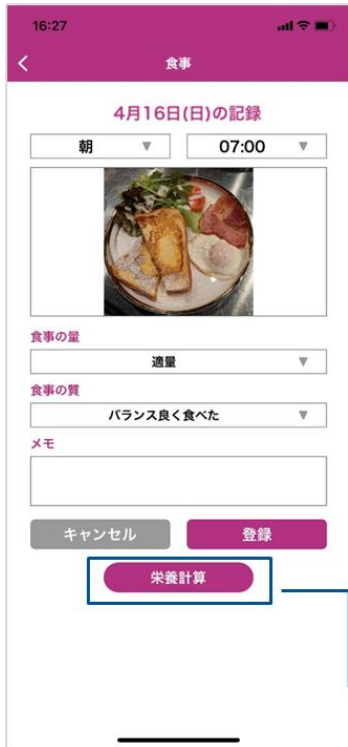 16:27
食事
4月16日(日)の記録
朝 ▼ 07:00 ▼
食事の量
適量 ▼
食事の質
バランス良く食べた ▼
メモ
キャンセル 登録
栄養計算